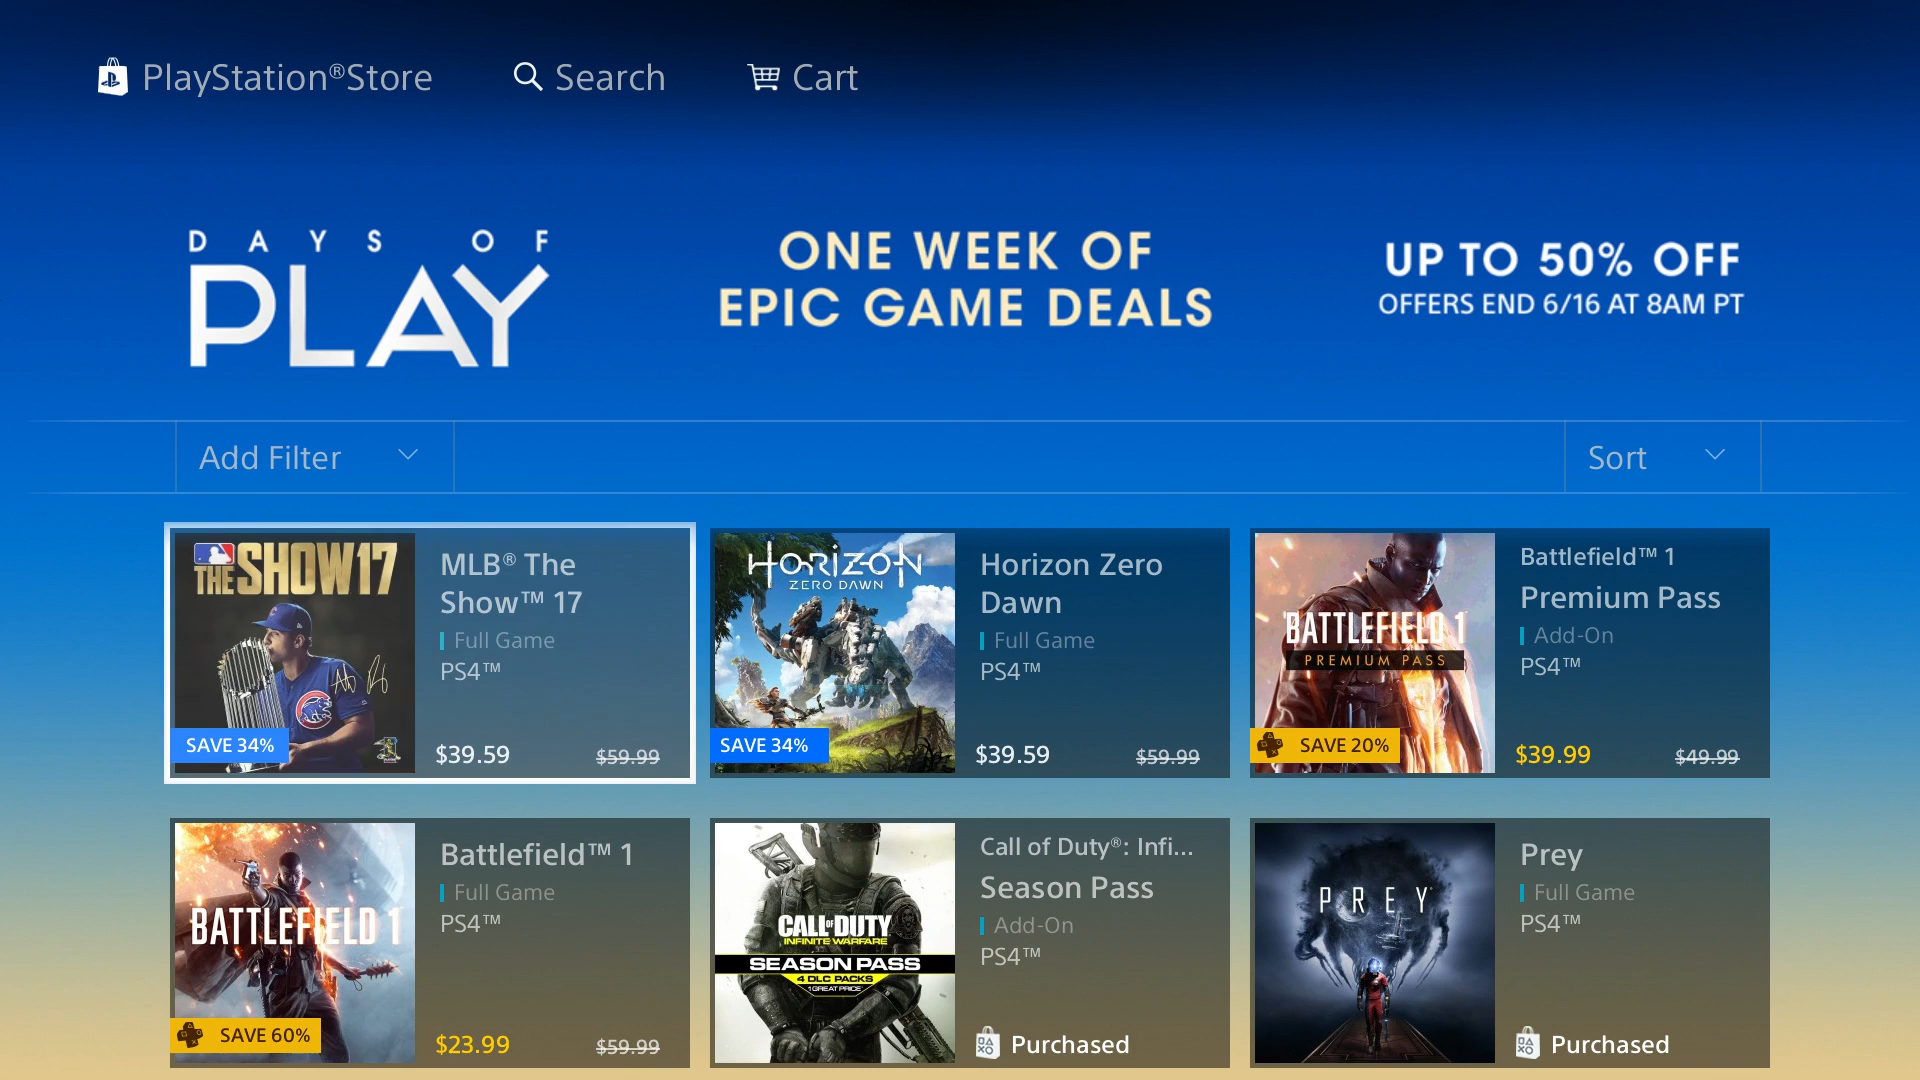 PlayStation®Store
Search
Cart
DAYS OF
PLAY
ONE WEEK OF
EPIC GAME DEALS
UP TO 50% OFF
OFFERS END 6/16 AT 8AM PT
Add Filter
Sort
THE SHOW 17
SAVE 34%
MLB® The
Show™ 17
Full Game
PS4™
$39.59
$59.99
HORIZON
ZERO DAWN
SAVE 34%
Horizon Zero
Dawn
Full Game
PS4™
$39.59
$59.99
BATTLEFIELD 1
PREMIUM PASS
SAVE 20%
Battlefield™ 1
Premium Pass
Add-On
PS4™
$39.99
$49.99
BATTLEFIELD 1
SAVE 60%
Battlefield™ 1
Full Game
PS4™
$23.99
$59.99
CALL OF DUTY
INFINITE WARFARE
SEASON PASS
4 DLC PACKS
1 GREAT PRICE
Call of Duty®: Infi...
Season Pass
Add-On
PS4™
Purchased
PREY
Prey
Full Game
PS4™
Purchased